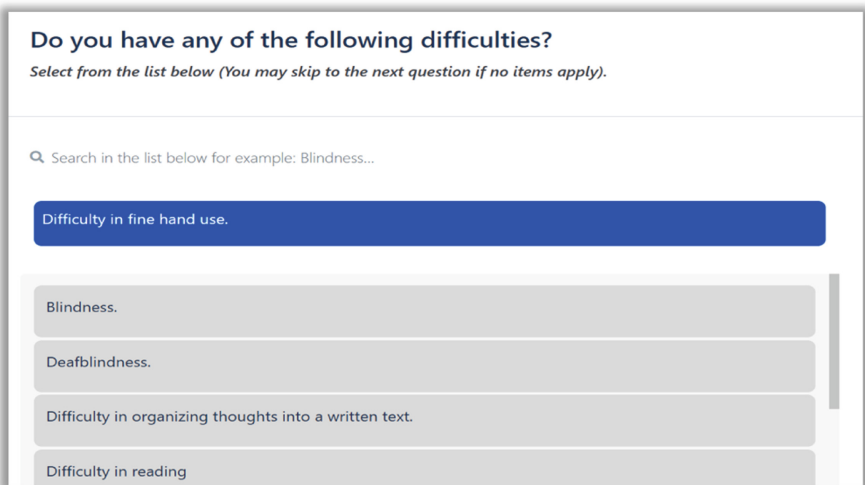 Do you have any of the following difficulties?
Select from the list below (You may skip to the next question if no items apply).
Search in the list below for example: Blindness...
Difficulty in fine hand use.
Blindness.
Deafblindness.
Difficulty in organizing thoughts into a written text.
Difficulty in reading